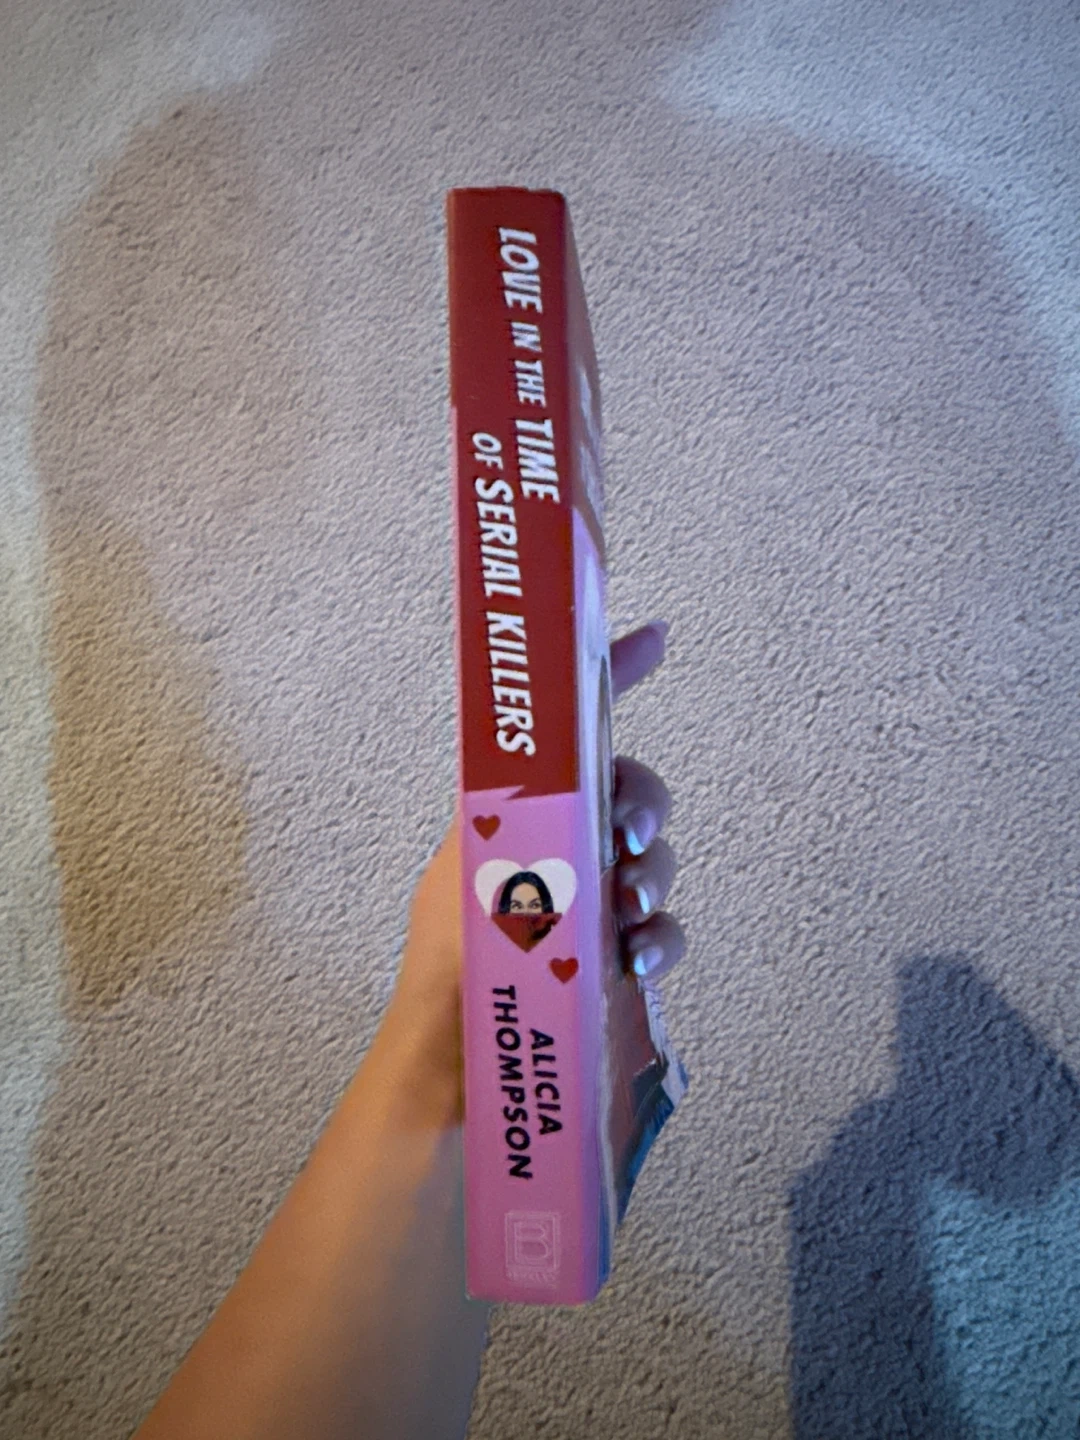 LOVE IN THE TIME
OF SERIAL KILLERS
ALICIA
THOMPSON